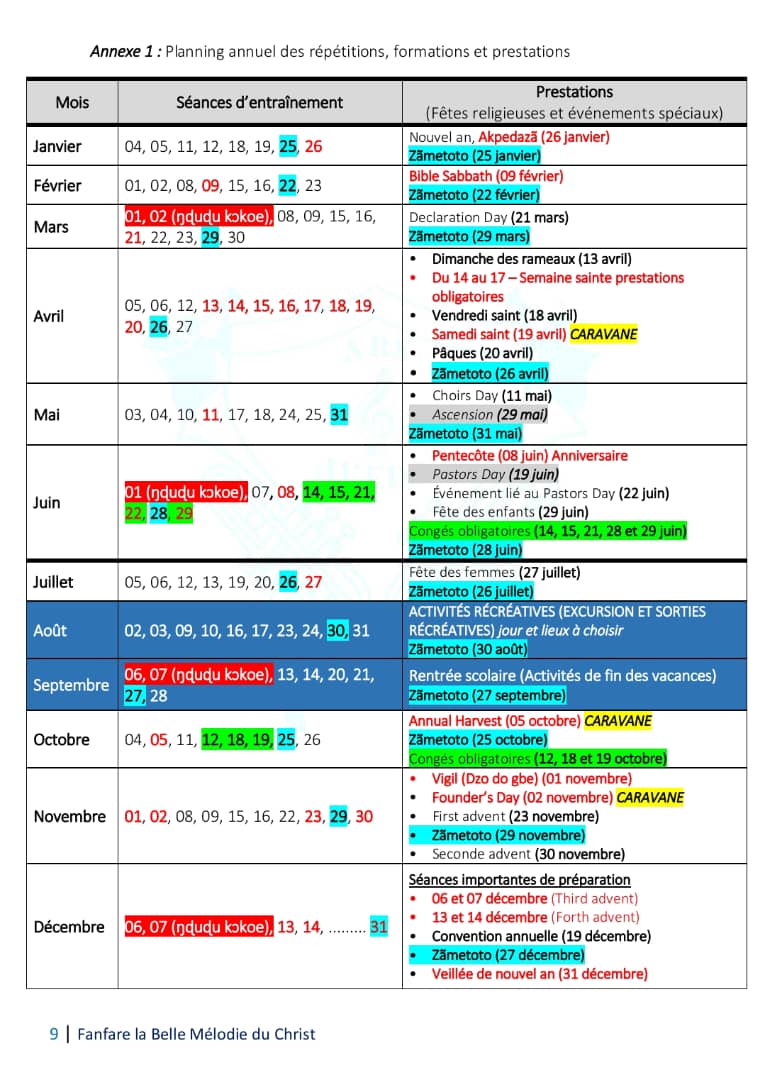 Annexe 1 : Planning annuel des répétitions, formations et prestations
Mois
Séances d’entraînement
Prestations
(Fêtes religieuses et événements spéciaux)
Janvier
04, 05, 11, 12, 18, 19, 25, 26
Nouvel an, Akpedazã (26 janvier)
Zãmetoto (25 janvier)
Février
01, 02, 08, 09, 15, 16, 22, 23
Bible Sabbath (09 février)
Zãmetoto (22 février)
Mars
01, 02 (ŋɖuɖu kɔkoe), 08, 09, 15, 16,
21, 22, 23, 29, 30
Declaration Day (21 mars)
Zãmetoto (29 mars)
Avril
05, 06, 12, 13, 14, 15, 16, 17, 18, 19,
20, 26, 27
• Dimanche des rameaux (13 avril)
• Du 14 au 17 – Semaine sainte prestations
obligatoires
• Vendredi saint (18 avril)
• Samedi saint (19 avril) CARAVANE
• Pâques (20 avril)
• Zãmetoto (26 avril)
Mai
03, 04, 10, 11, 17, 18, 24, 25, 31
• Choirs Day (11 mai)
• Ascension (29 mai)
Zãmetoto (31 mai)
Juin
01 (ŋɖuɖu kɔkoe), 07, 08, 14, 15, 21,
22, 28, 29
• Pentecôte (08 juin) Anniversaire
• Pastors Day (19 juin)
• Événement lié au Pastors Day (22 juin)
• Fête des enfants (29 juin)
Congés obligatoires (14, 15, 21, 28 et 29 juin)
Zãmetoto (28 juin)
Juillet
05, 06, 12, 13, 19, 20, 26, 27
Fête des femmes (27 juillet)
Zãmetoto (26 juillet)
Août
02, 03, 09, 10, 16, 17, 23, 24, 30, 31
ACTIVITÉS RÉCRÉATIVES (EXCURSION ET SORTIES
RÉCRÉATIVES) jour et lieux à choisir
Zãmetoto (30 août)
Septembre
06, 07 (ŋɖuɖu kɔkoe), 13, 14, 20, 21,
27, 28
Rentrée scolaire (Activités de fin des vacances)
Zãmetoto (27 septembre)
Octobre
04, 05, 11, 12, 18, 19, 25, 26
Annual Harvest (05 octobre) CARAVANE
Zãmetoto (25 octobre)
Congés obligatoires (12, 18 et 19 octobre)
Novembre
01, 02, 08, 09, 15, 16, 22, 23, 29, 30
• Vigil (Dzo do gbe) (01 novembre)
• Founder’s Day (02 novembre) CARAVANE
• First advent (23 novembre)
• Zãmetoto (29 novembre)
• Seconde advent (30 novembre)
Décembre
06, 07 (ŋɖuɖu kɔkoe), 13, 14, ......... 31
Séances importantes de préparation
• 06 et 07 décembre (Third advent)
• 13 et 14 décembre (Forth advent)
• Convention annuelle (19 décembre)
• Zãmetoto (27 décembre)
• Veillée de nouvel an (31 décembre)
9 | Fanfare la Belle Mélodie du Christ